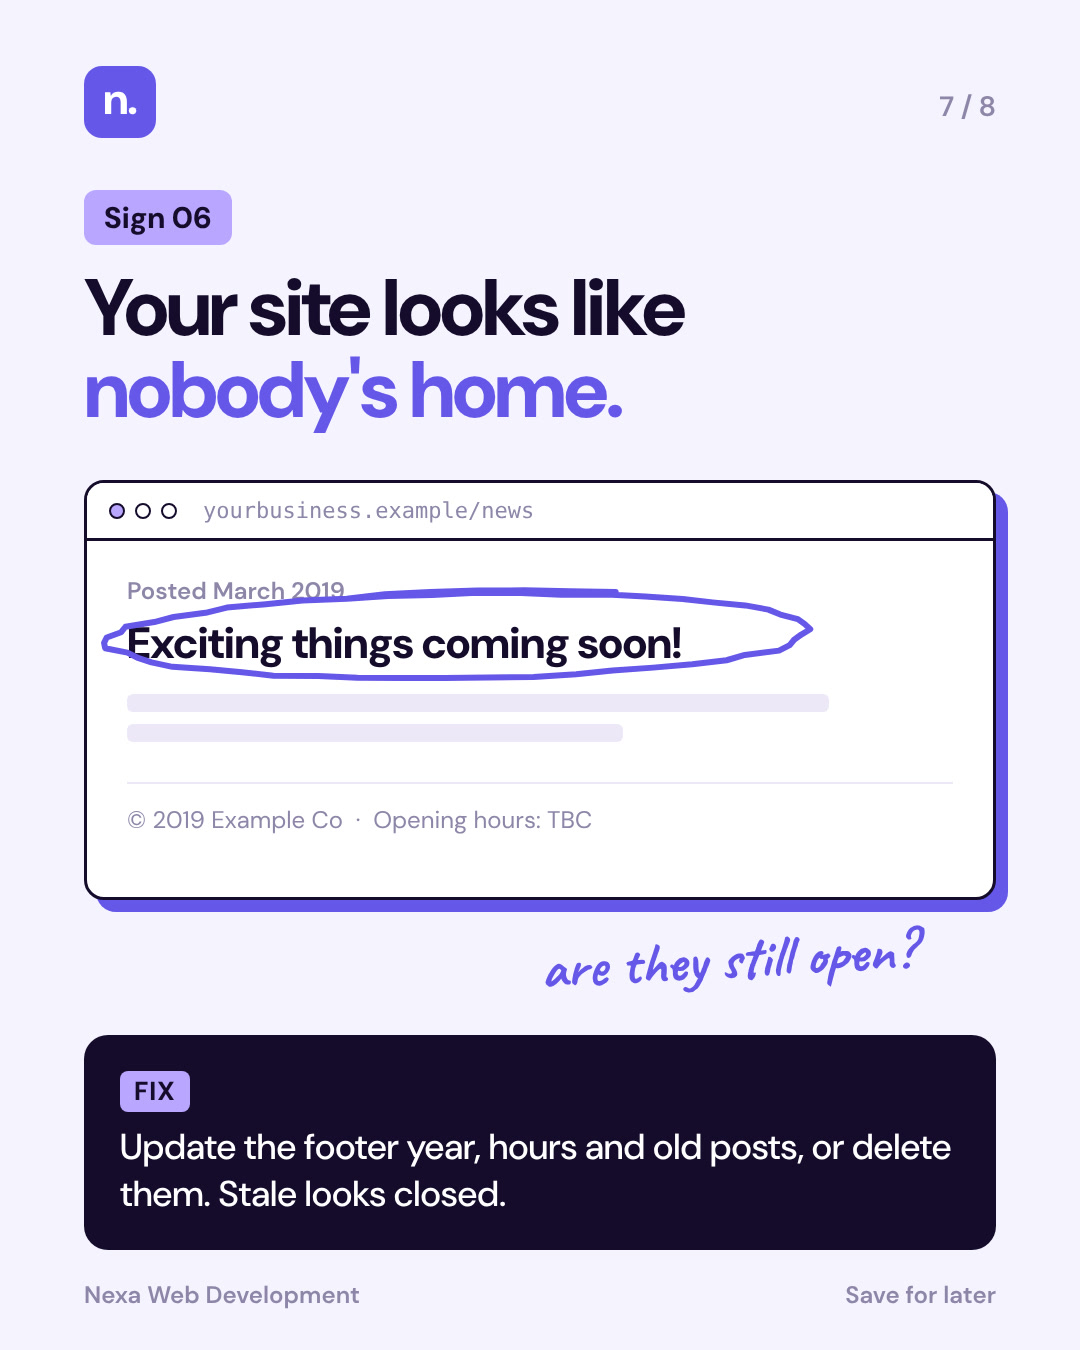 n.
7 / 8
Sign 06
Your site looks like
nobody's home.
yourbusiness.example/news
Posted March 2019
Exciting things coming soon!
© 2019 Example Co · Opening hours: TBC
are they still open?
FIX
Update the footer year, hours and old posts, or delete
them. Stale looks closed.
Nexa Web Development
Save for later